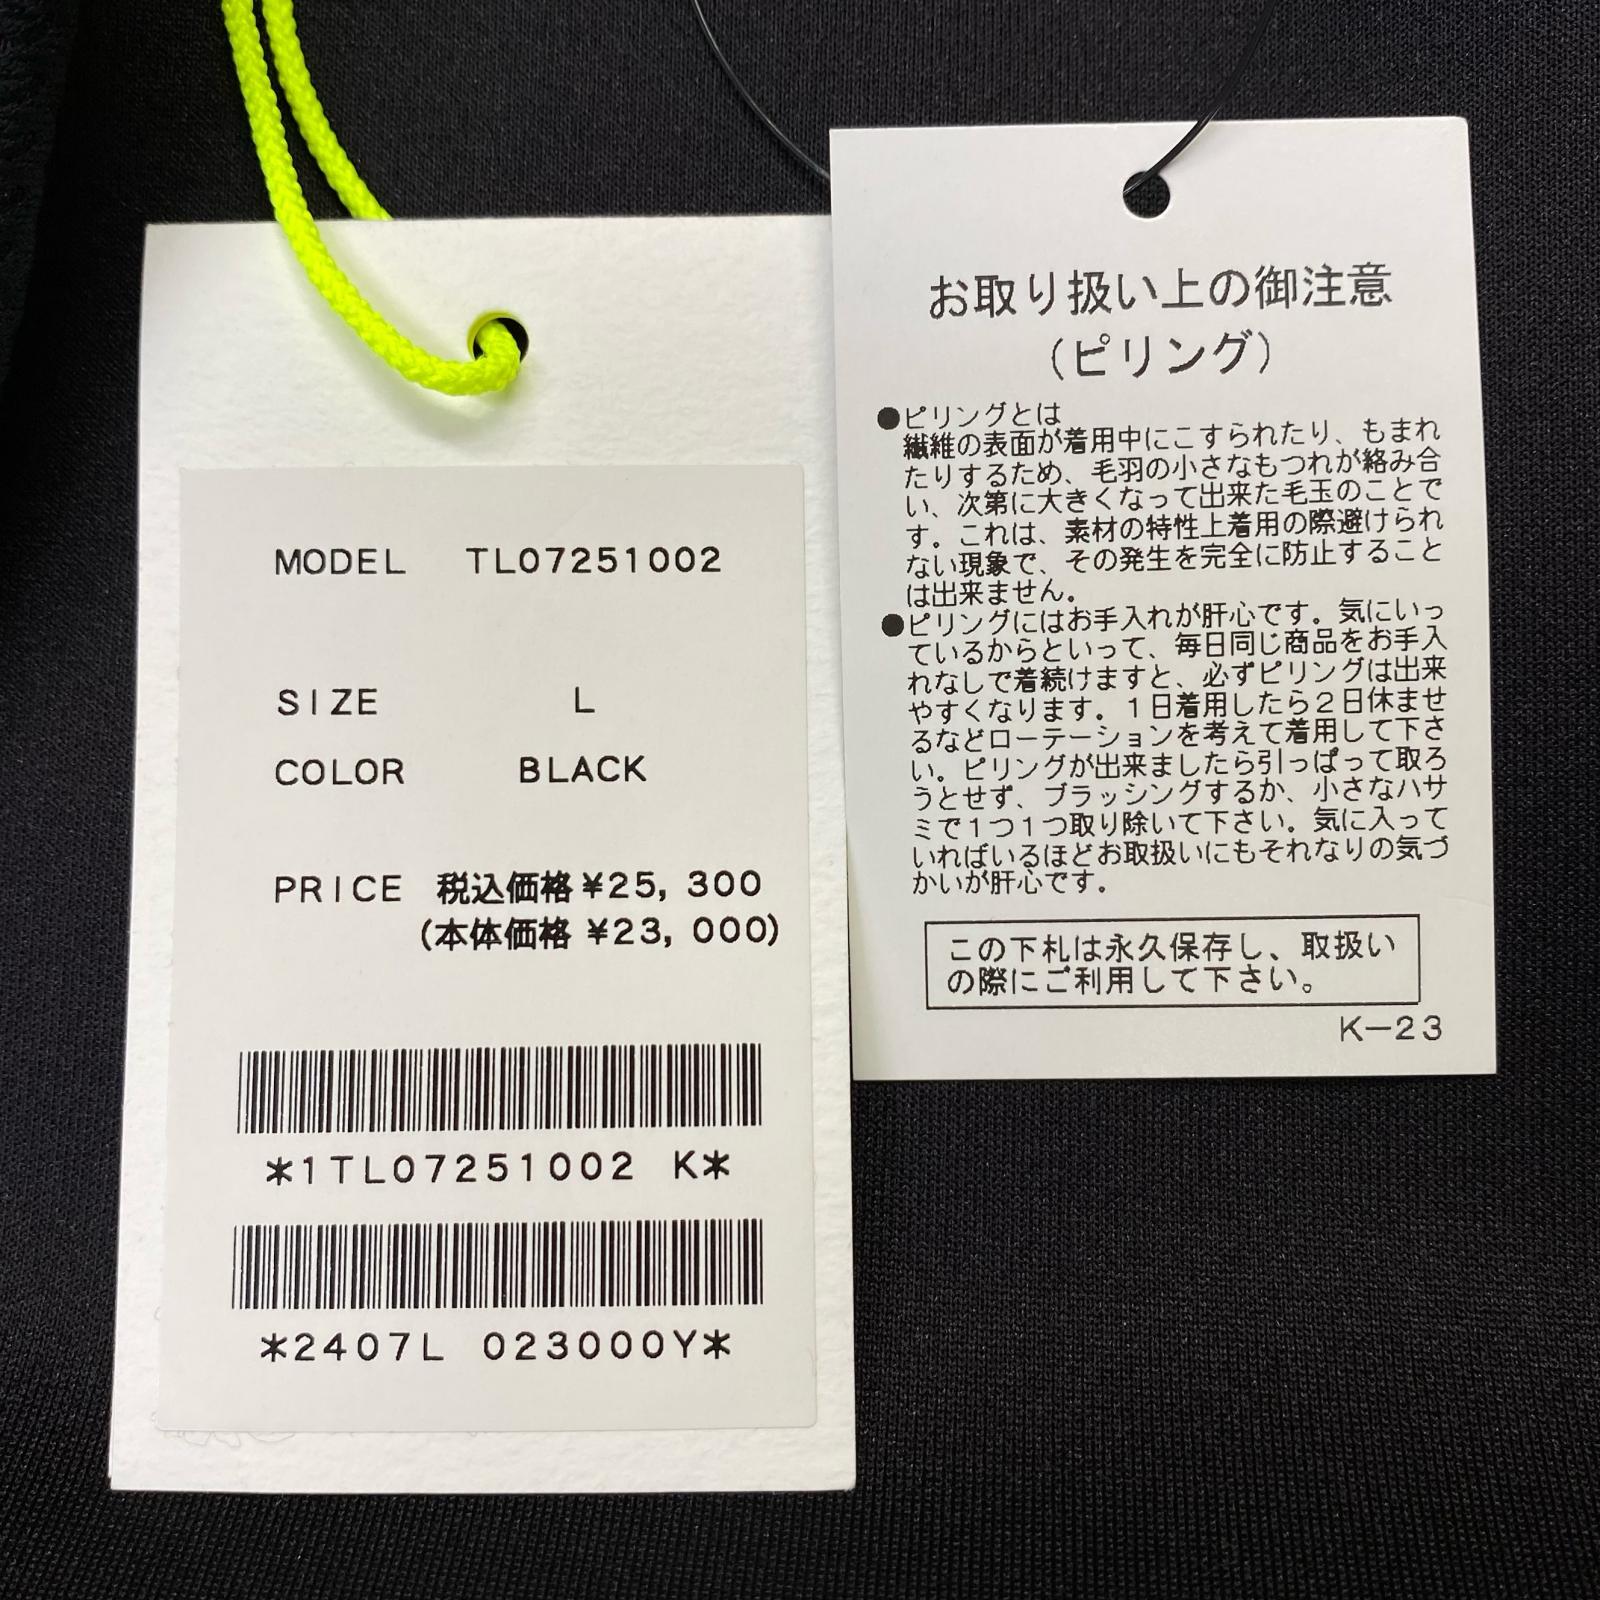 MODEL TL07251002
SIZE L
COLOR BLACK
PRICE 税込価格¥25,300
(本体価格 ¥23,000)
*1TL07251002 K*
*2407L 023000Y*
お取り扱い上の御注意
(ピリング)
●ピリングとは
繊維の表面が着用中にこすられたり、もまれ
たりするため、毛羽の小さなもつれが絡み合
い、次第に大きくなって出来た毛玉のことで
す。これは、素材の特性上着用の際避けられ
ない現象で、その発生を完全に防止すること
は出来ません。
●ピリングにはお手入れが肝心です。気にいっ
ているからといって、毎日同じ商品をお手入
れなしで着続けますと、必ずピリングは出来
やすくなります。1日着用したら2日休ませ
るなどローテーションを考えて着用して下さ
い。ピリングが出来ましたら引っぱって取ろ
うとせず、ブラッシングするか、小さなハサ
ミで1つ1つ取り除いて下さい。気に入って
いればいるほどお取扱いにもそれなりの気づ
かいが肝心です。
この下札は永久保存し、取扱い
の際にご利用して下さい。
K-23